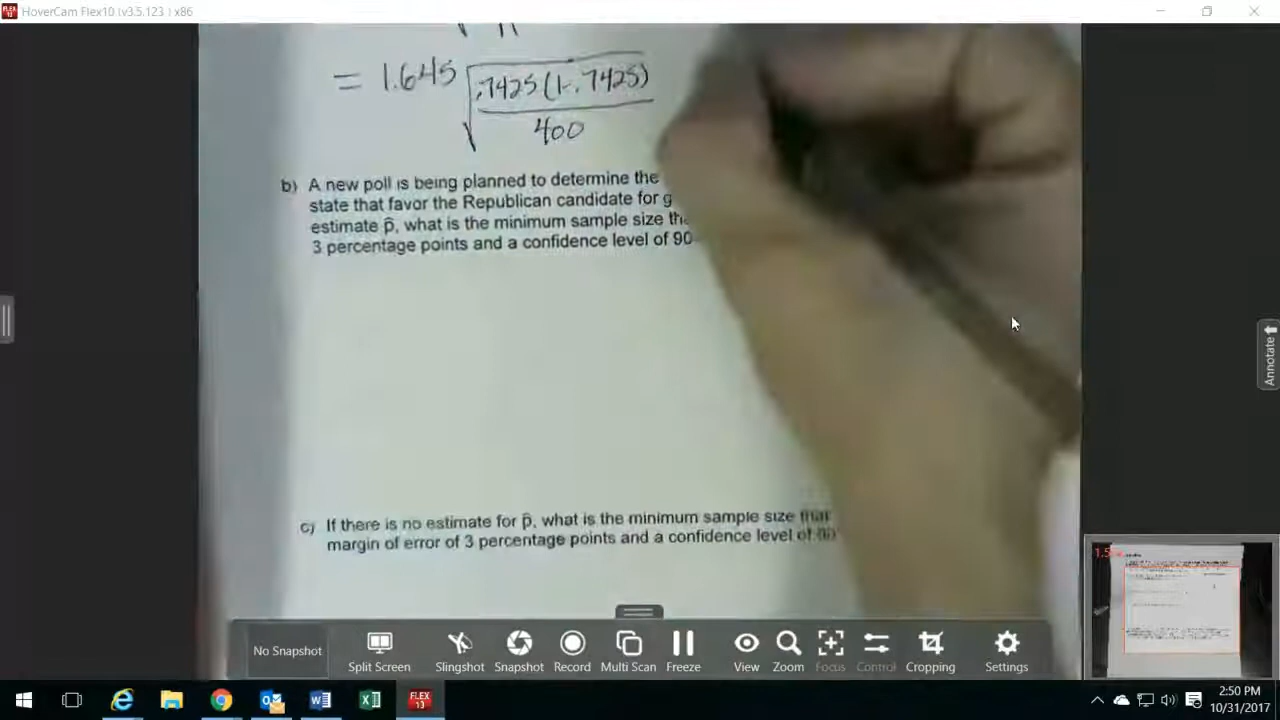 HoverCam Flex10 (v3.5.123 ) x86
= 1.645 √ .7425(1-.7425)
400
b) A new poll is being planned to determine the
state that favor the Republican candidate for g
estimate p̂, what is the minimum sample size
3 percentage points and a confidence level of 90
c) If there is no estimate for p̂, what is the minimum sample size that
margin of error of 3 percentage points and a confidence level of
Annotate
No Snapshot
Split Screen
Slingshot
Snapshot
Record
Multi Scan
Freeze
View
Zoom
Focus
Control
Cropping
Settings
2:50 PM
10/31/2017